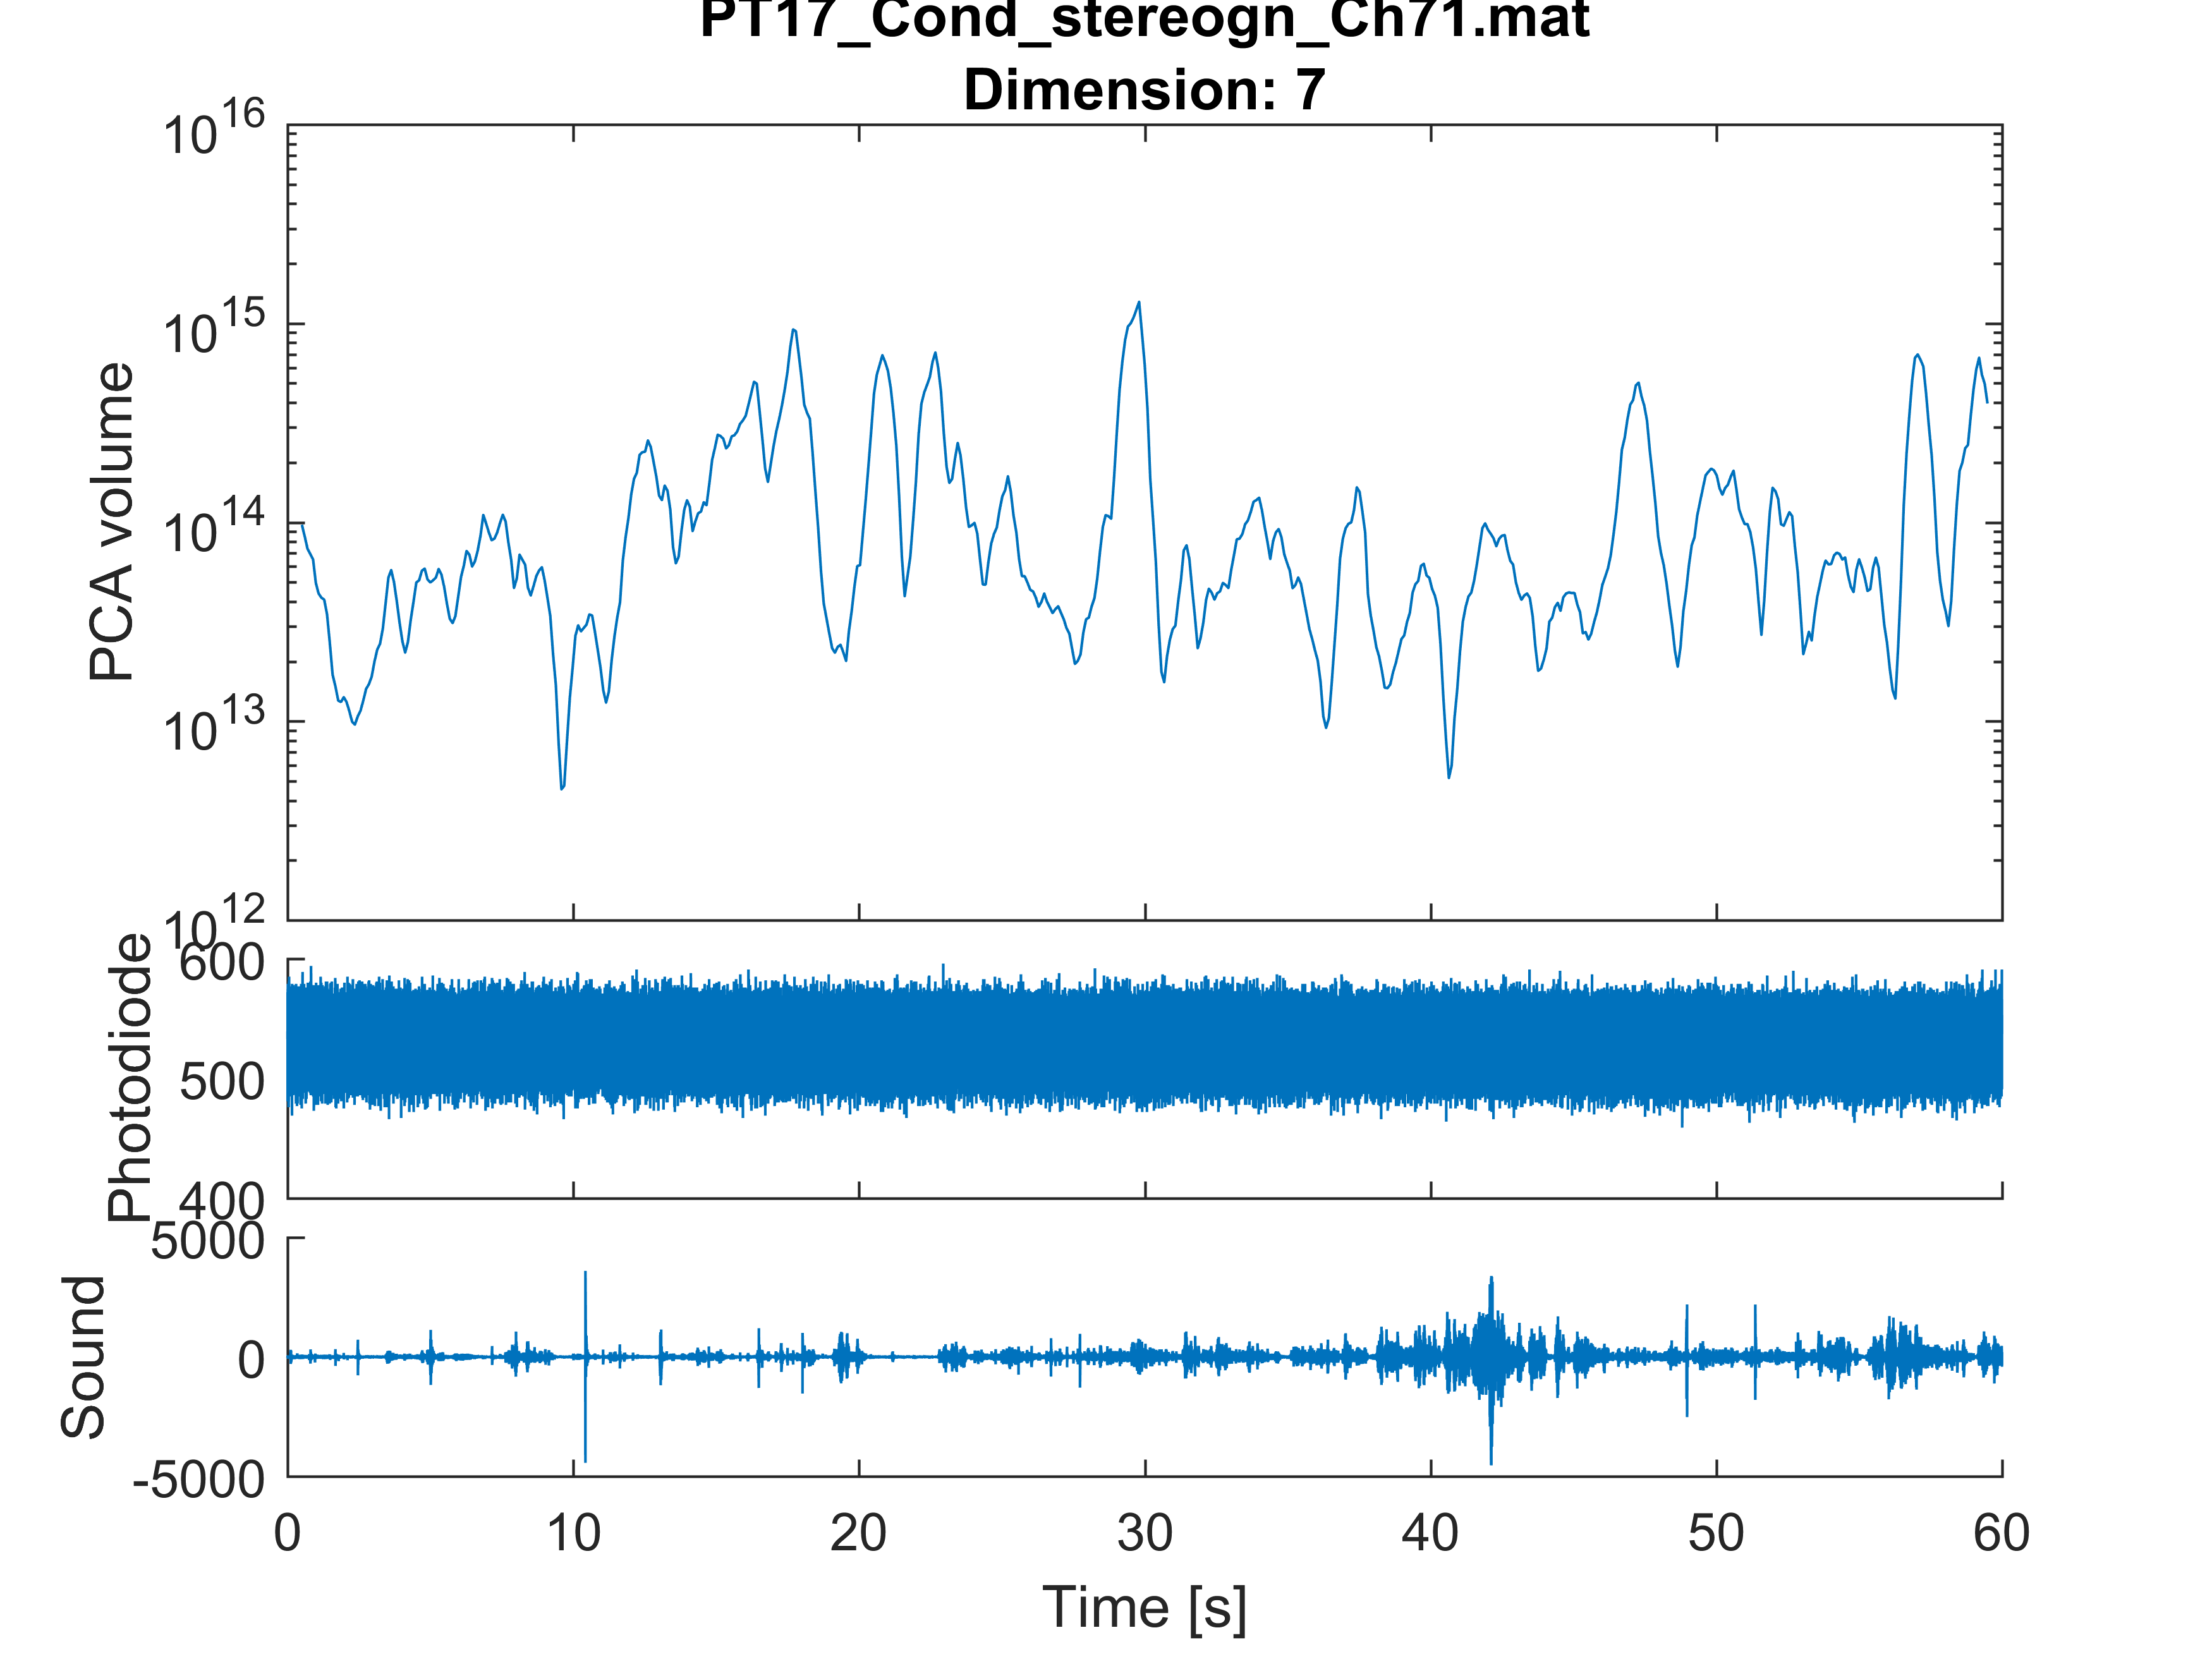 PT17_Cond_stereogn_Ch71.mat
Dimension: 7
PCA volume
10^16
10^15
10^14
10^13
10^12
Photodiode
600
500
400
Sound
5000
0
-5000
0 10 20 30 40 50 60
Time [s]